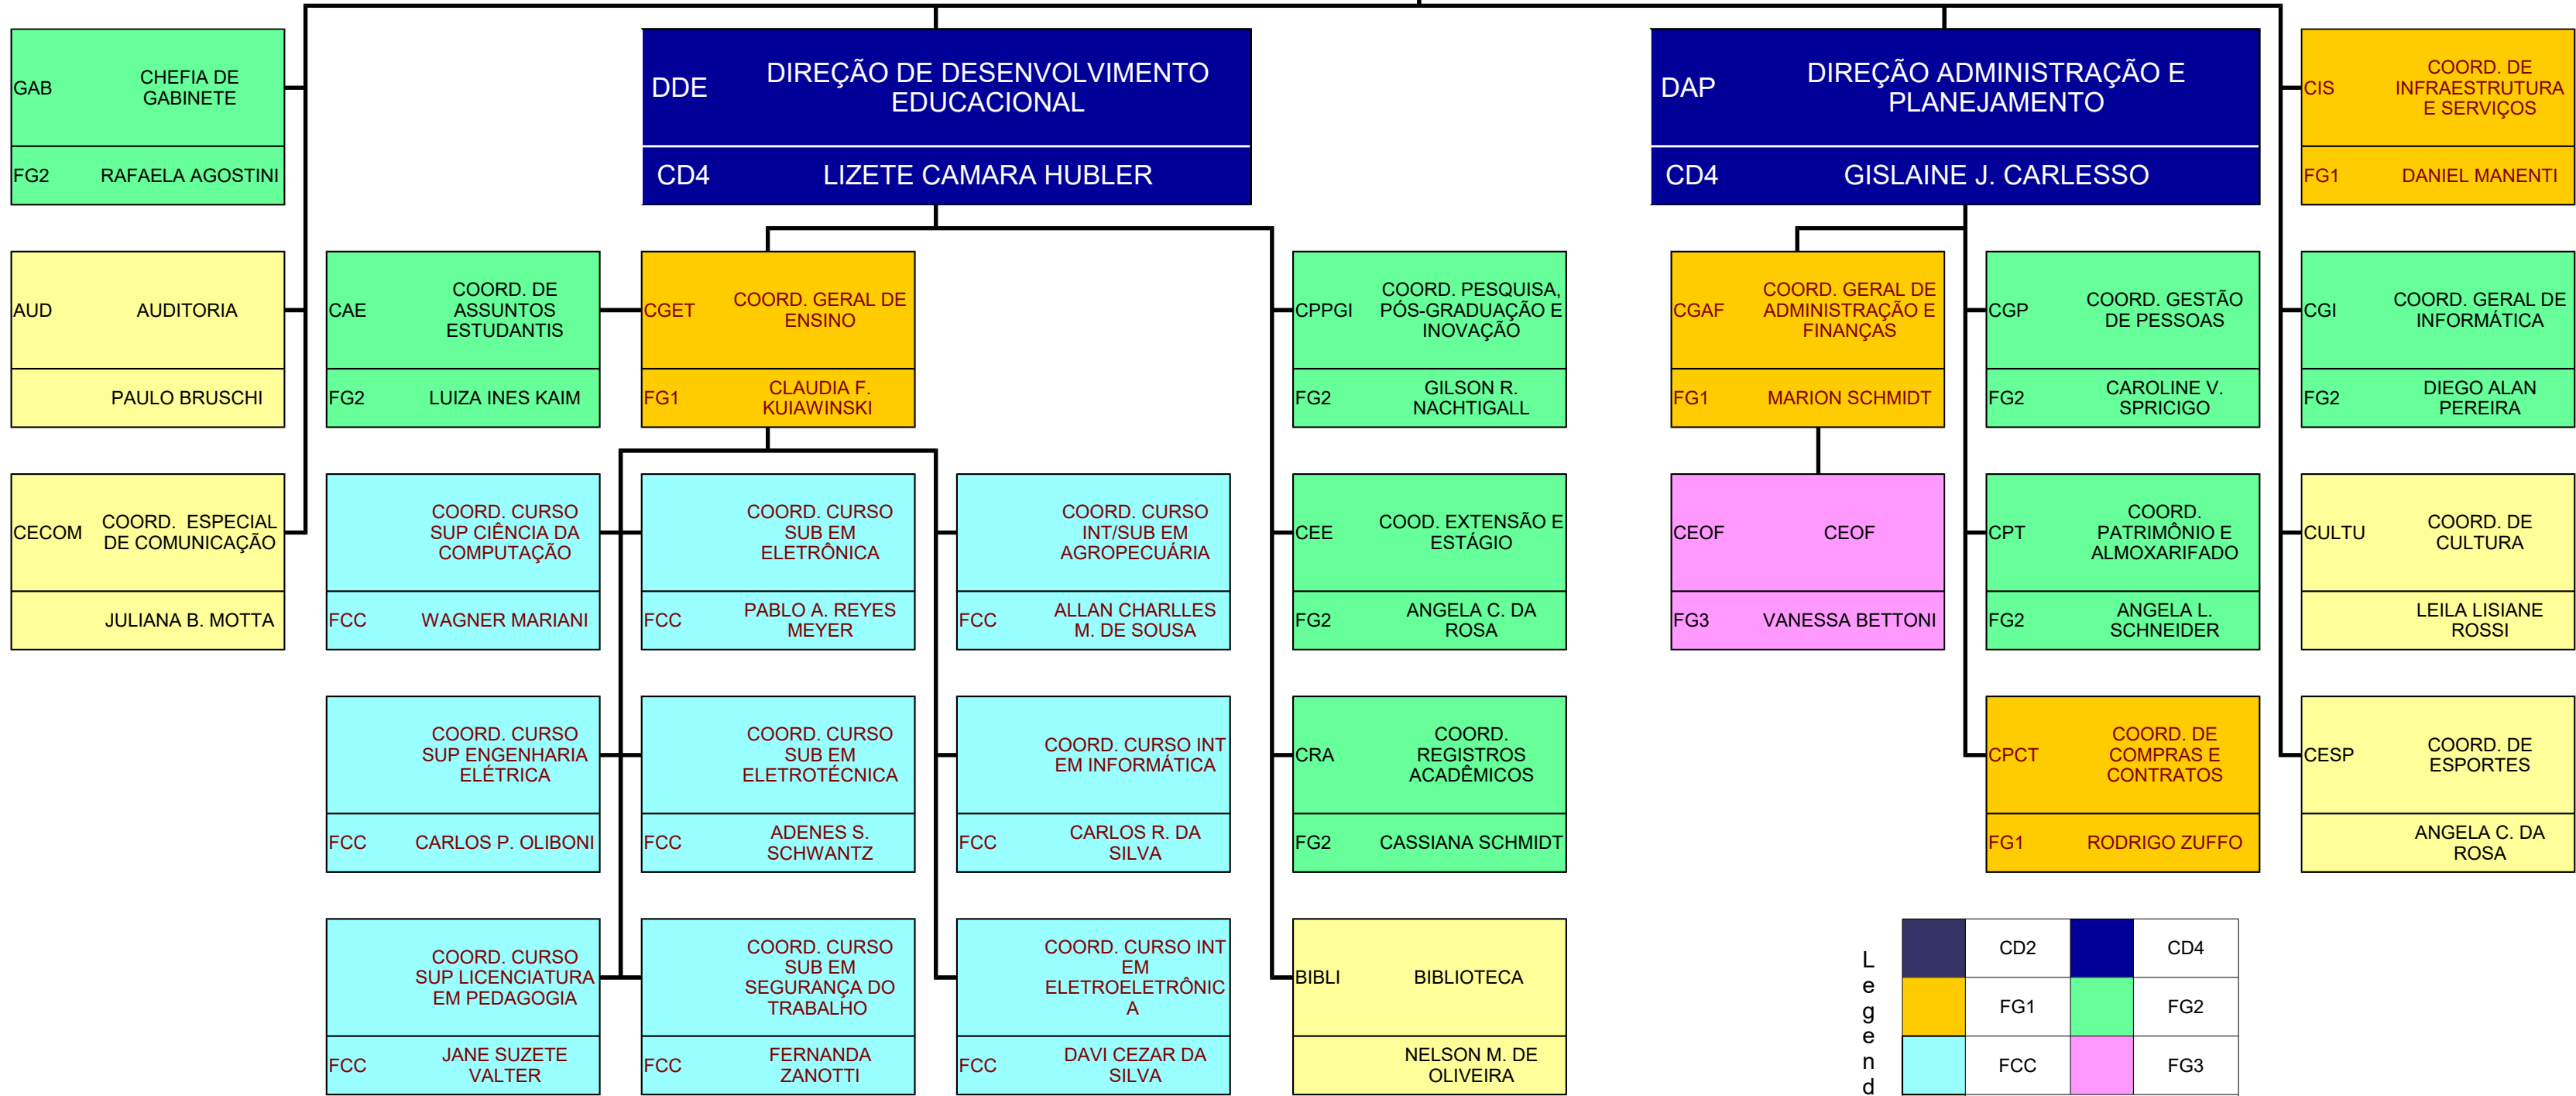 GAB
CHEFIA DE
GABINETE
FG2
RAFAELA AGOSTINI
DDE
DIREÇÃO DE DESENVOLVIMENTO
EDUCACIONAL
CD4
LIZETE CAMARA HUBLER
DAP
DIREÇÃO ADMINISTRAÇÃO E
PLANEJAMENTO
CD4
GISLAINE J. CARLESSO
CIS
COORD. DE
INFRAESTRUTURA
E SERVIÇOS
FG1
DANIEL MANENTI
AUD
AUDITORIA
PAULO BRUSCHI
CAE
COORD. DE
ASSUNTOS
ESTUDANTIS
FG2
LUIZA INES KAIM
CGET
COORD. GERAL DE
ENSINO
FG1
CLAUDIA F.
KUIAWINSKI
CPPGI
COORD. PESQUISA,
PÓS-GRADUAÇÃO E
INOVAÇÃO
FG2
GILSON R.
NACHTIGALL
CGAF
COORD. GERAL DE
ADMINISTRAÇÃO E
FINANÇAS
FG1
MARION SCHMIDT
CGP
COORD. GESTÃO
DE PESSOAS
FG2
CAROLINE V.
SPRICIGO
CGI
COORD. GERAL DE
INFORMÁTICA
FG2
DIEGO ALAN
PEREIRA
CECOM
COORD. ESPECIAL
DE COMUNICAÇÃO
JULIANA B. MOTTA
COORD. CURSO
SUP CIÊNCIA DA
COMPUTAÇÃO
FCC
WAGNER MARIANI
COORD. CURSO
SUB EM
ELETRÔNICA
FCC
PABLO A. REYES
MEYER
COORD. CURSO
INT/SUB EM
AGROPECUÁRIA
FCC
ALLAN CHARLLES
M. DE SOUSA
CEE
COOD. EXTENSÃO E
ESTÁGIO
FG2
ANGELA C. DA
ROSA
CEOF
CEOF
FG3
VANESSA BETTONI
CPT
COORD.
PATRIMÔNIO E
ALMOXARIFADO
FG2
ANGELA L.
SCHNEIDER
CULTU
COORD. DE
CULTURA
LEILA LISIANE
ROSSI
COORD. CURSO
SUP ENGENHARIA
ELÉTRICA
FCC
CARLOS P. OLIBONI
COORD. CURSO
SUB EM
ELETROTÉCNICA
FCC
ADENES S.
SCHWANTZ
COORD. CURSO INT
EM INFORMÁTICA
FCC
CARLOS R. DA
SILVA
CRA
COORD.
REGISTROS
ACADÊMICOS
FG2
CASSIANA SCHMIDT
CPCT
COORD. DE
COMPRAS E
CONTRATOS
FG1
RODRIGO ZUFFO
CESP
COORD. DE
ESPORTES
ANGELA C. DA
ROSA
COORD. CURSO
SUP LICENCIATURA
EM PEDAGOGIA
FCC
JANE SUZETE
VALTER
COORD. CURSO
SUB EM
SEGURANÇA DO
TRABALHO
FCC
FERNANDA
ZANOTTI
COORD. CURSO INT
EM
ELETROELETRÔNIC
A
FCC
DAVI CEZAR DA
SILVA
BIBLI
BIBLIOTECA
NELSON M. DE
OLIVEIRA
L
e
g
e
n
d
CD2
CD4
FG1
FG2
FCC
FG3